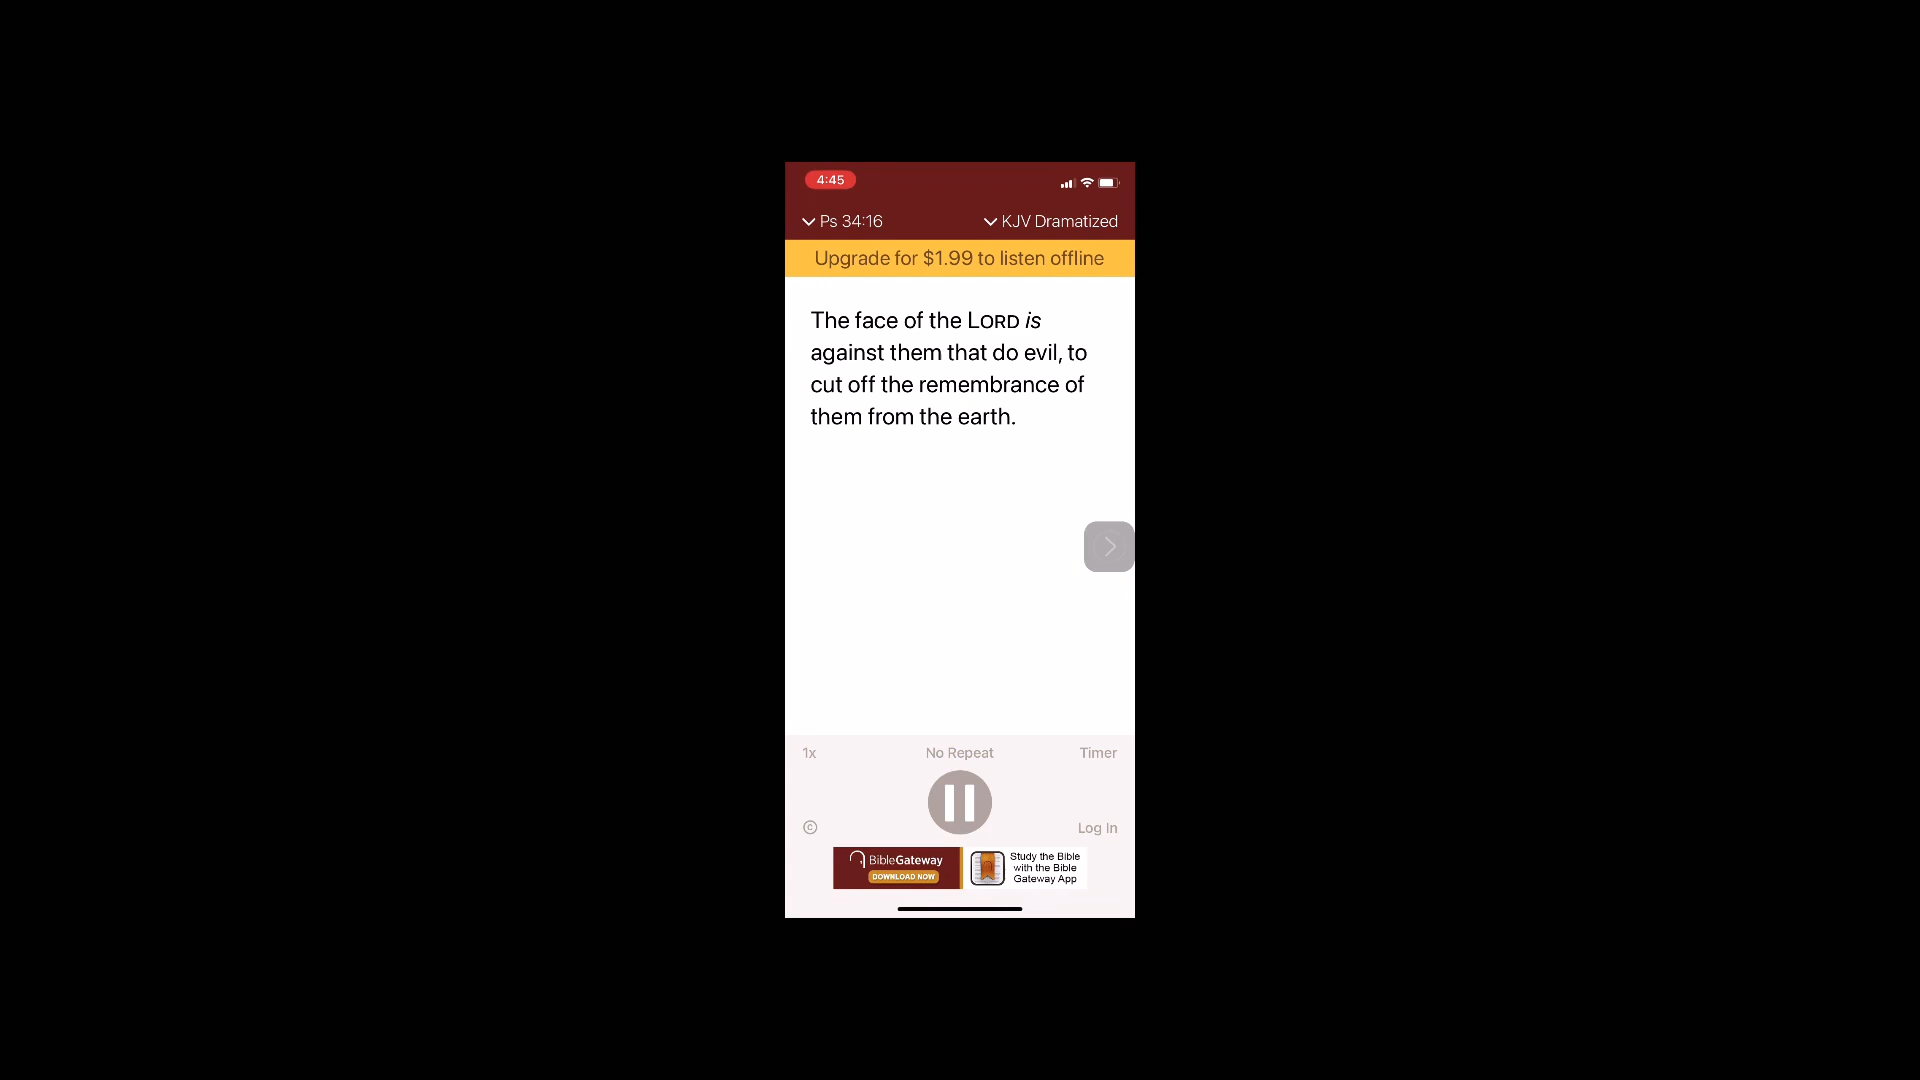 4:45
Ps 34:16
KJV Dramatized
Upgrade for $1.99 to listen offline
The face of the LORD is
against them that do evil, to
cut off the remembrance of
them from the earth.
1x
No Repeat
Timer
©
Log In
BibleGateway
DOWNLOAD NOW
Study the Bible
with the Bible
Gateway App